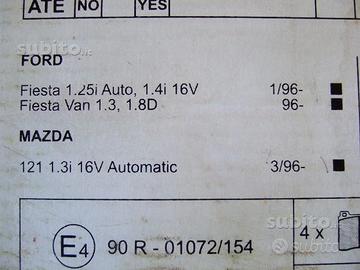 ATE NO YES
subito.it
FORD
Fiesta 1.25i Auto, 1.4i 16V 1/96-
Fiesta Van 1.3, 1.8D 96-
MAZDA
121 1.3i 16V Automatic 3/96-
E4 90 R - 01072/154 4 x
subito.it